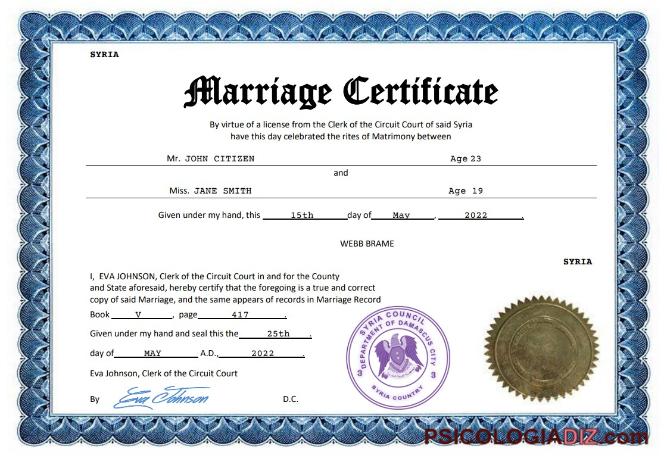 SYRIA
Marriage Certificate
By virtue of a license from the Clerk of the Circuit Court of said Syria
have this day celebrated the rites of Matrimony between
Mr. JOHN CITIZEN Age 23
and
Miss. JANE SMITH Age 19
Given under my hand, this 15th day of May, 2022.
WEBB BRAME
SYRIA
I, EVA JOHNSON, Clerk of the Circuit Court in and for the County
and State aforesaid, hereby certify that the foregoing is a true and correct
copy of said Marriage, and the same appears of records in Marriage Record
Book V, page 417.
Given under my hand and seal this the 25th.
day of MAY A.D., 2022.
Eva Johnson, Clerk of the Circuit Court
By Eva Johnson D.C.
SYRIA COUNCIL
DEPARTMENT OF DAMASCUS CITY
3 3
SYRIA COUNTRY
PSICOLOGIADIZ.com